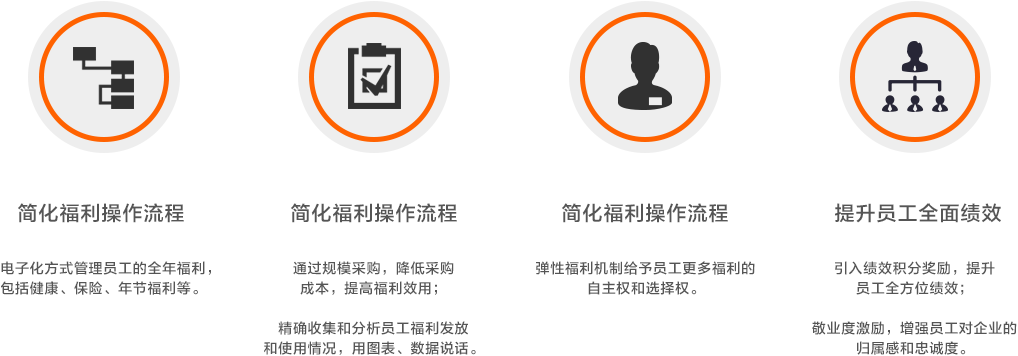 简化福利操作流程
电子化方式管理员工的全年福利，
包括健康、保险、年节福利等。
简化福利操作流程
通过规模采购，降低采购
成本，提高福利效用；
精确收集和分析员工福利发放
和使用情况，用图表、数据说话。
简化福利操作流程
弹性福利机制给予员工更多福利的
自主权和选择权。
提升员工全面绩效
引入绩效积分奖励，提升
员工全方位绩效；
敬业度激励，增强员工对企业的
归属感和忠诚度。